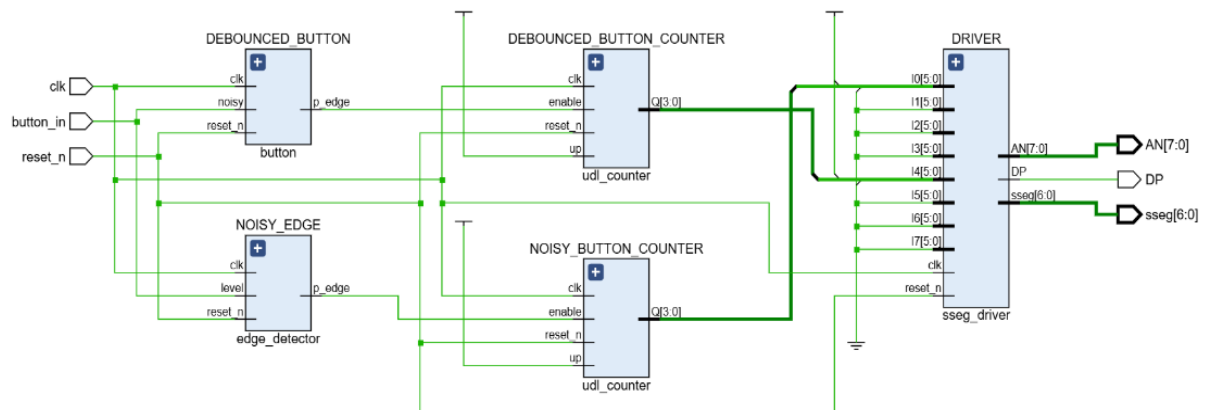 DEBOUNCED_BUTTON
clk
noisy
p_edge
reset_n
button
clk
button_in
reset_n
NOISY_EDGE
clk
level
p_edge
reset_n
edge_detector
DEBOUNCED_BUTTON_COUNTER
clk
enable
Q[3:0]
reset_n
up
udl_counter
NOISY_BUTTON_COUNTER
clk
enable
Q[3:0]
reset_n
up
udl_counter
DRIVER
I0[5:0]
I1[5:0]
I2[5:0]
I3[5:0]
I4[5:0]
I5[5:0]
I6[5:0]
I7[5:0]
clk
reset_n
AN[7:0]
DP
sseg[6:0]
sseg_driver
AN[7:0]
DP
sseg[6:0]